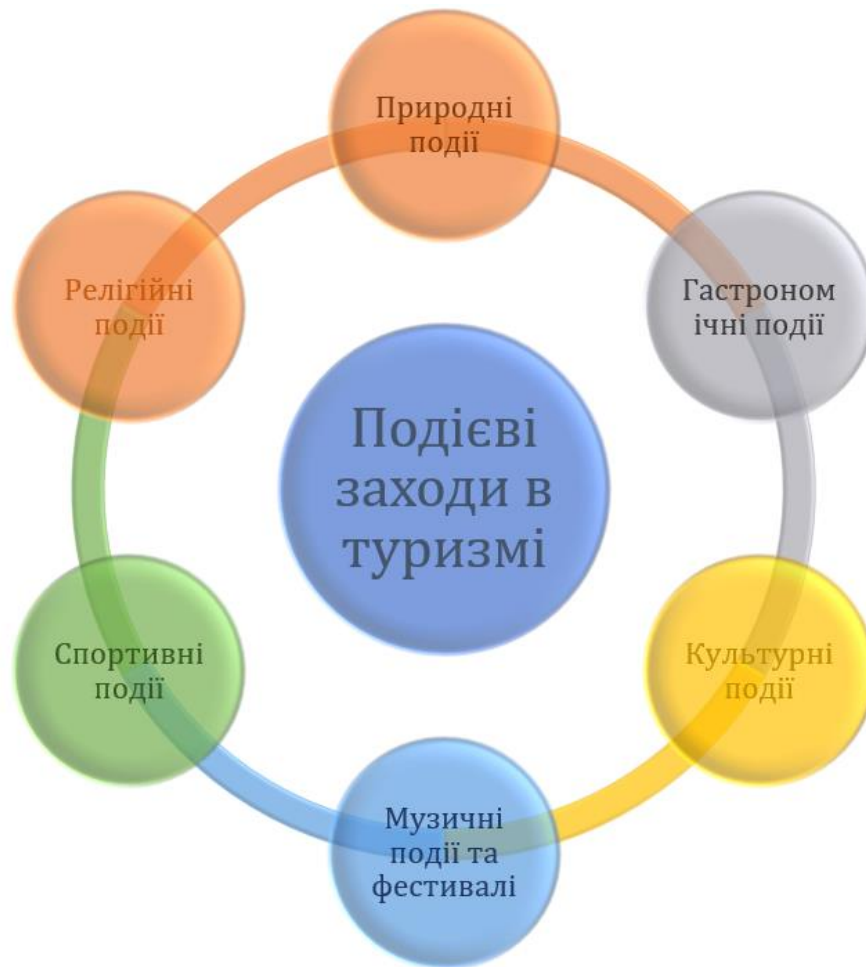 Природні
події
Гастроном
ічні події
Культурні
події
Музичні
події та
фестивалі
Спортивні
події
Релігійні
події
Подієві
заходи в
туризмі